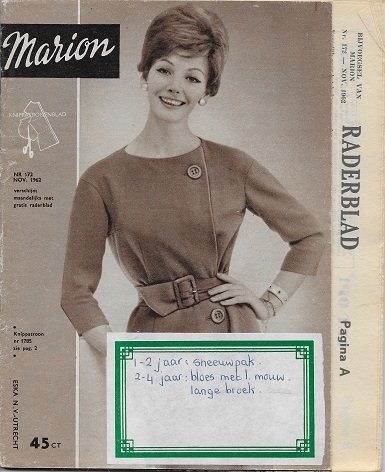 Marion
KNIPPATRONENBLAD
NR 172
NOV. 1962
verschijnt
maandelijks met
gratis raderblad
Knippatroon
nr 1785
zie pag. 2
ESKA N.V.-UTRECHT
45 CT
1-2 jaar: sneeuwpak.
2-4 jaar: bloes met l. mouw.
lange broek.
BIJVOEGSEL VAN
MARION
Nr. 172 — NOV. 1962
RADERBLAD
Pagina A